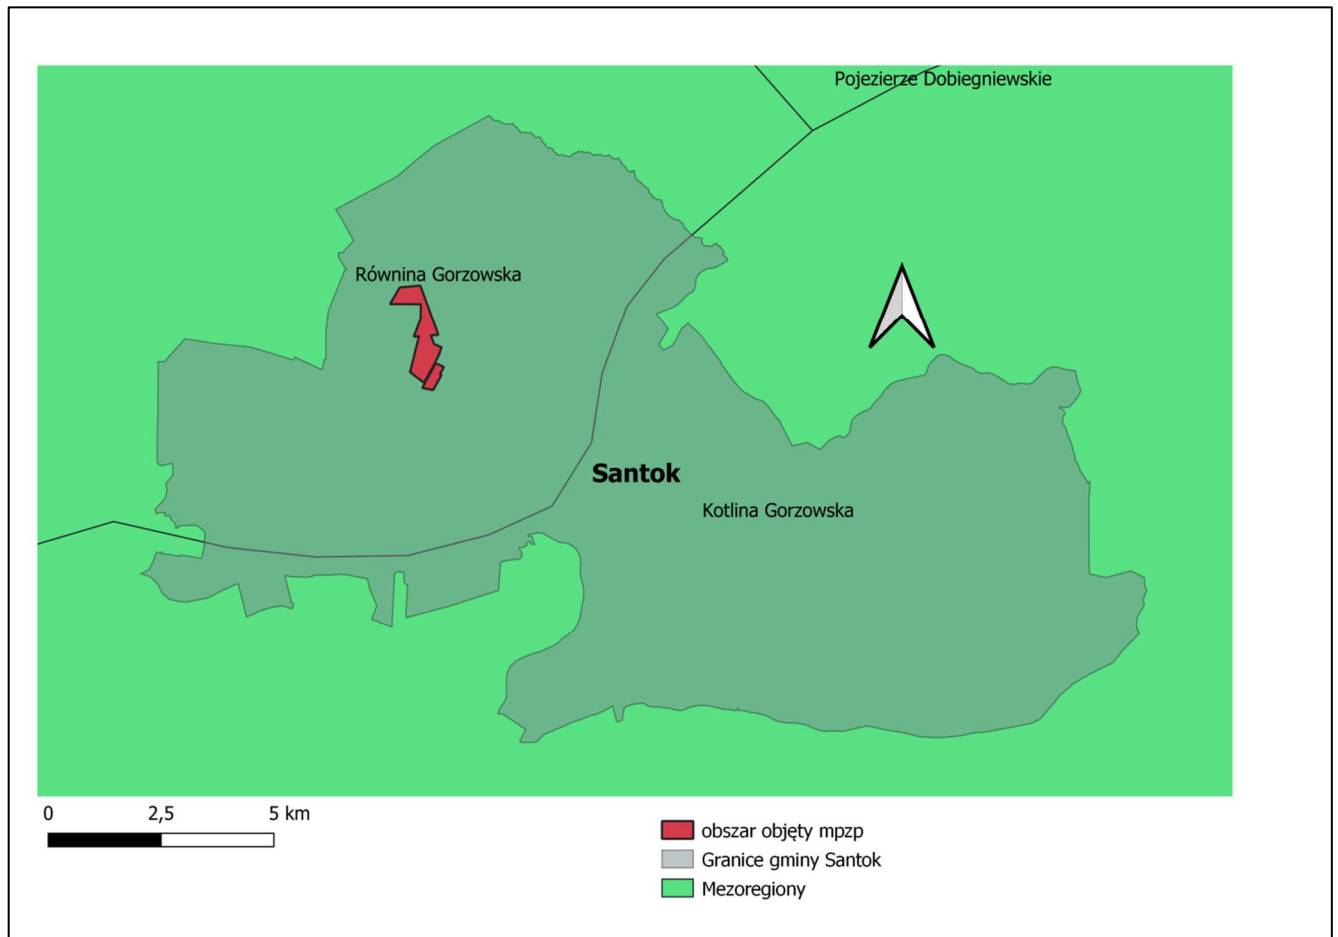 Pojezierze Dobiegniewskie
Równina Gorzowska
Santok
Kotlina Gorzowska
0 2,5 5 km
obszar objęty mpzp
Granice gminy Santok
Mezoregiony